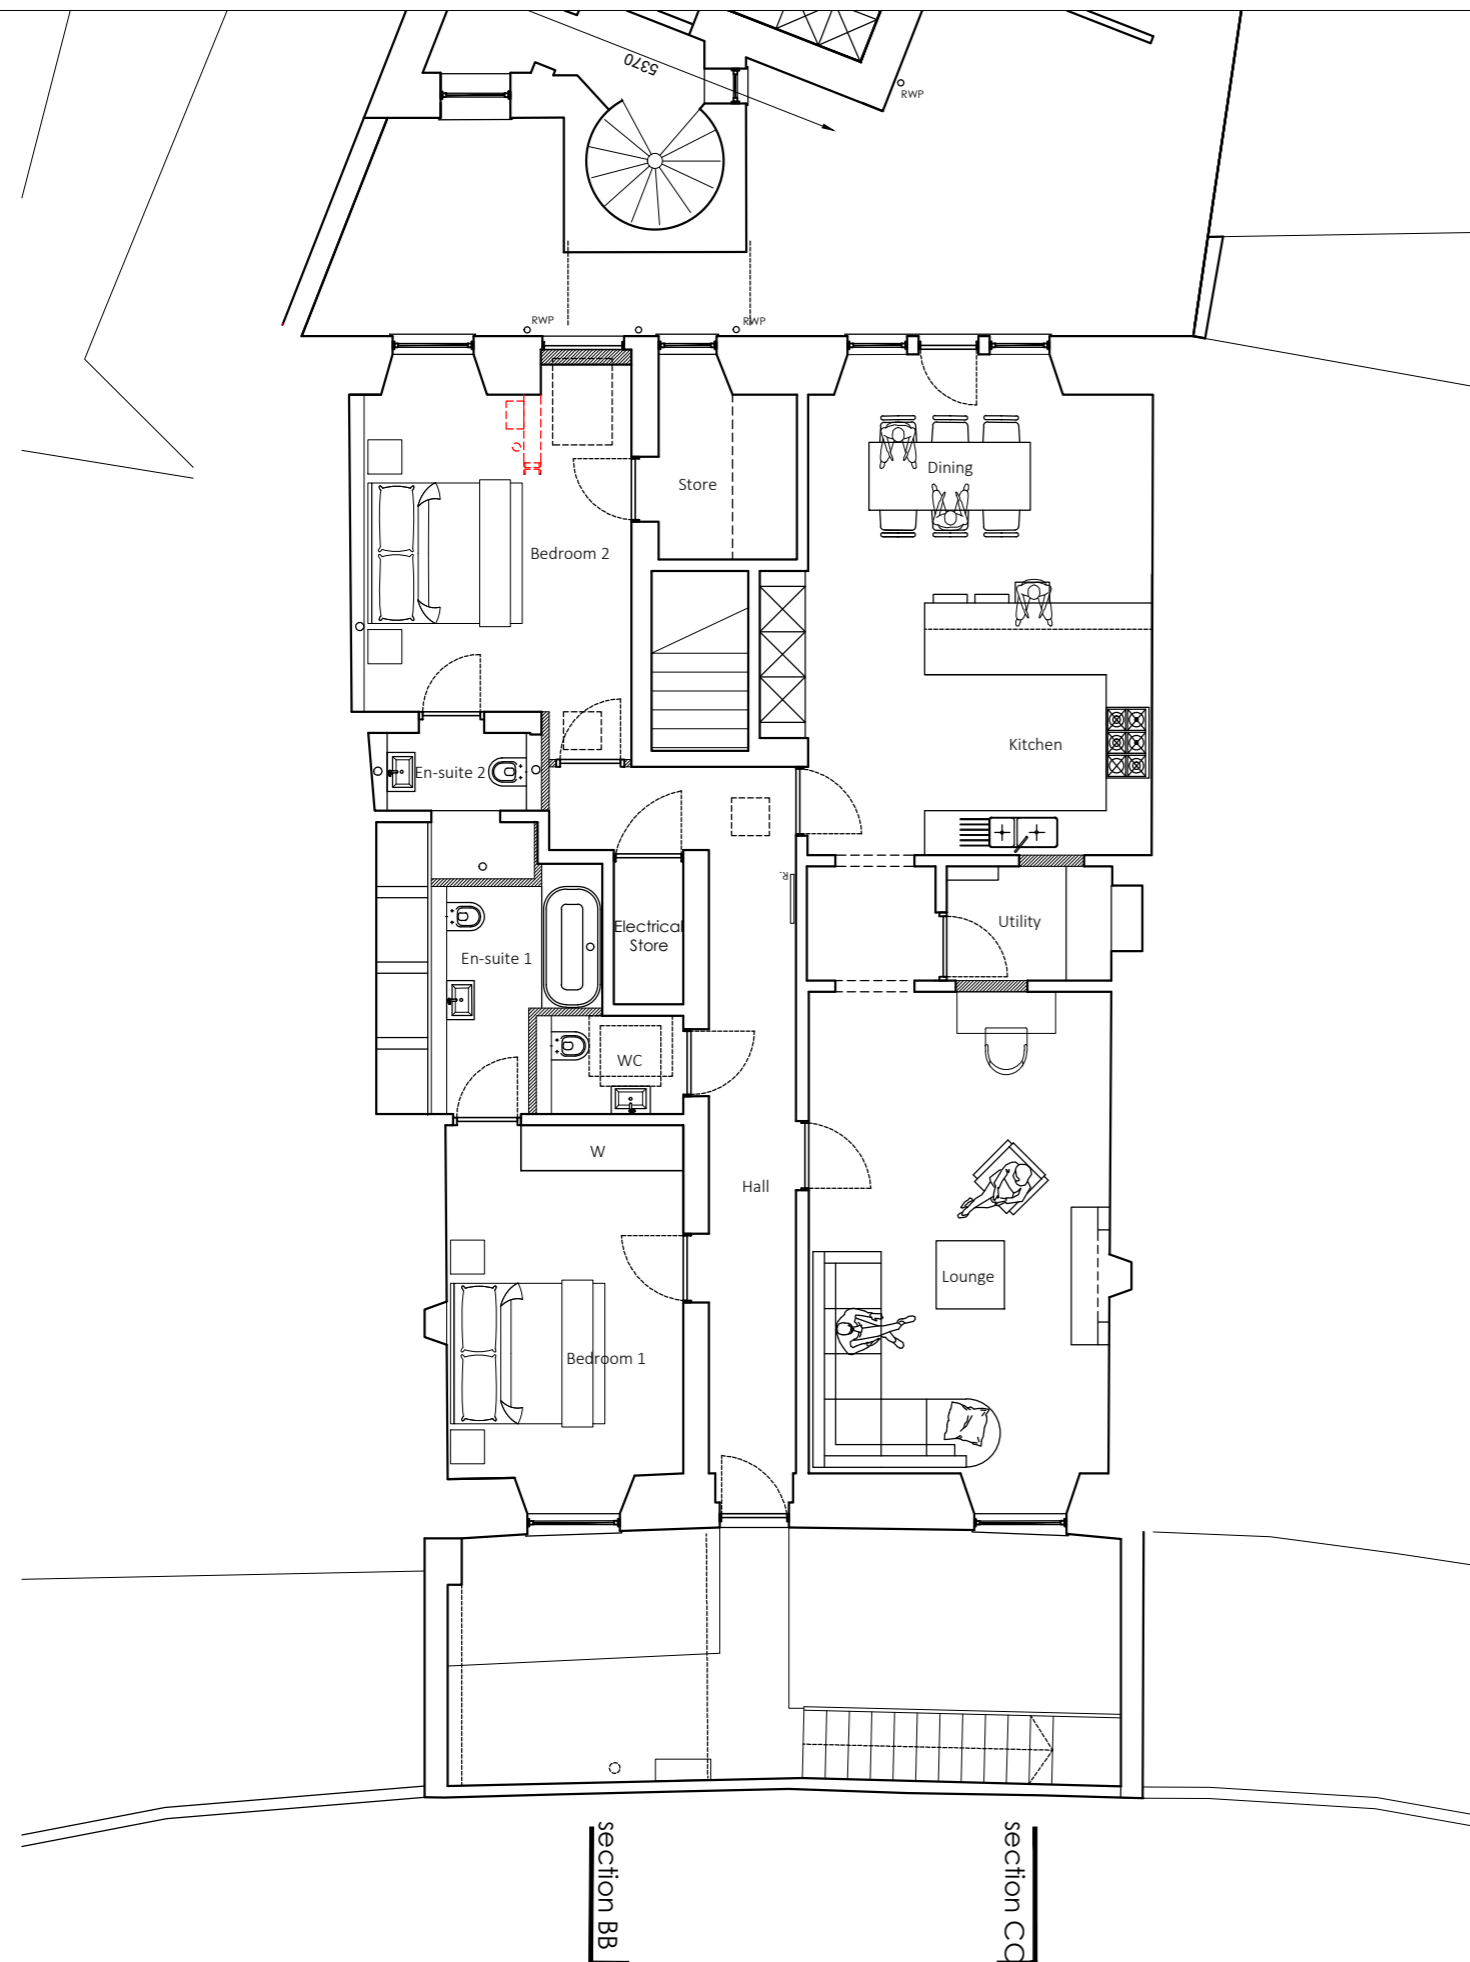 5370
RWP
RWP
RWP
Dining
Store
Bedroom 2
Kitchen
En-suite 2
R.
Utility
Electrical
Store
En-suite 1
WC
W
Hall
Lounge
Bedroom 1
section BB
section CC